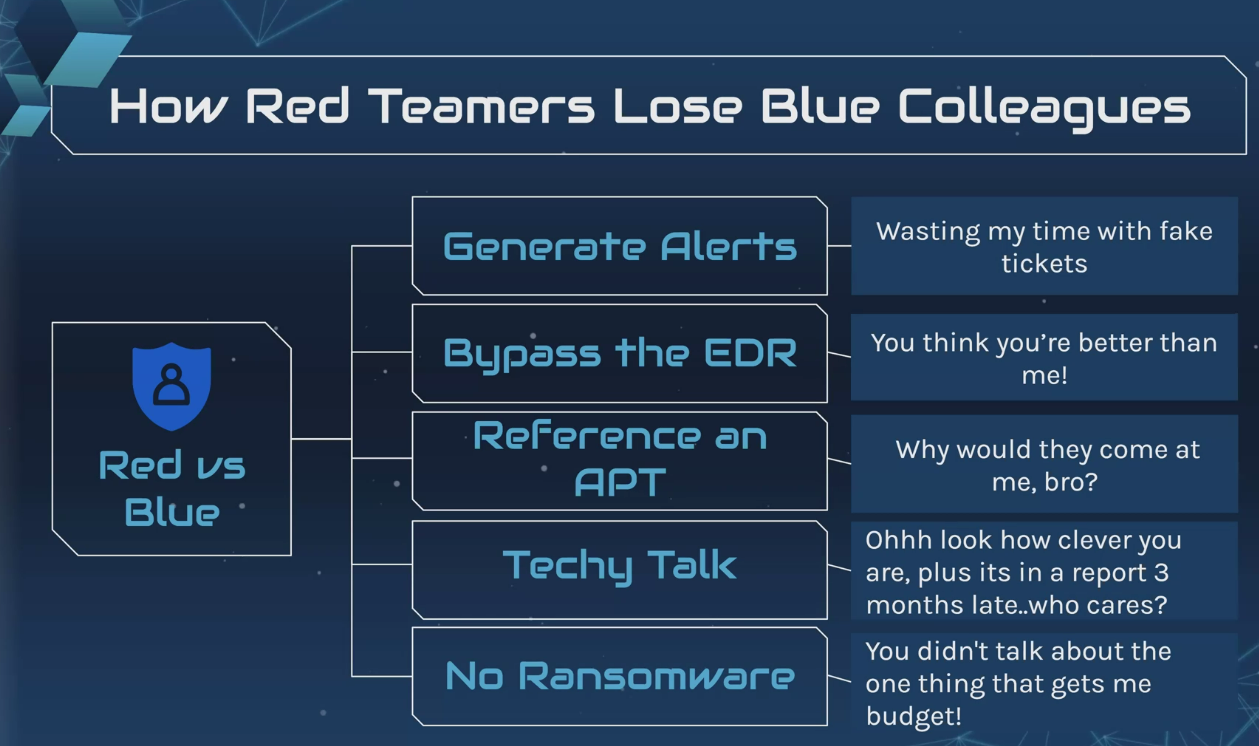 How Red Teamers Lose Blue Colleagues
Red vs
Blue
Generate Alerts
Wasting my time with fake
tickets
Bypass the EDR
You think you’re better than
me!
Reference an
APT
Why would they come at
me, bro?
Techy Talk
Ohhh look how clever you
are, plus its in a report 3
months late..who cares?
No Ransomware
You didn't talk about the
one thing that gets me
budget!